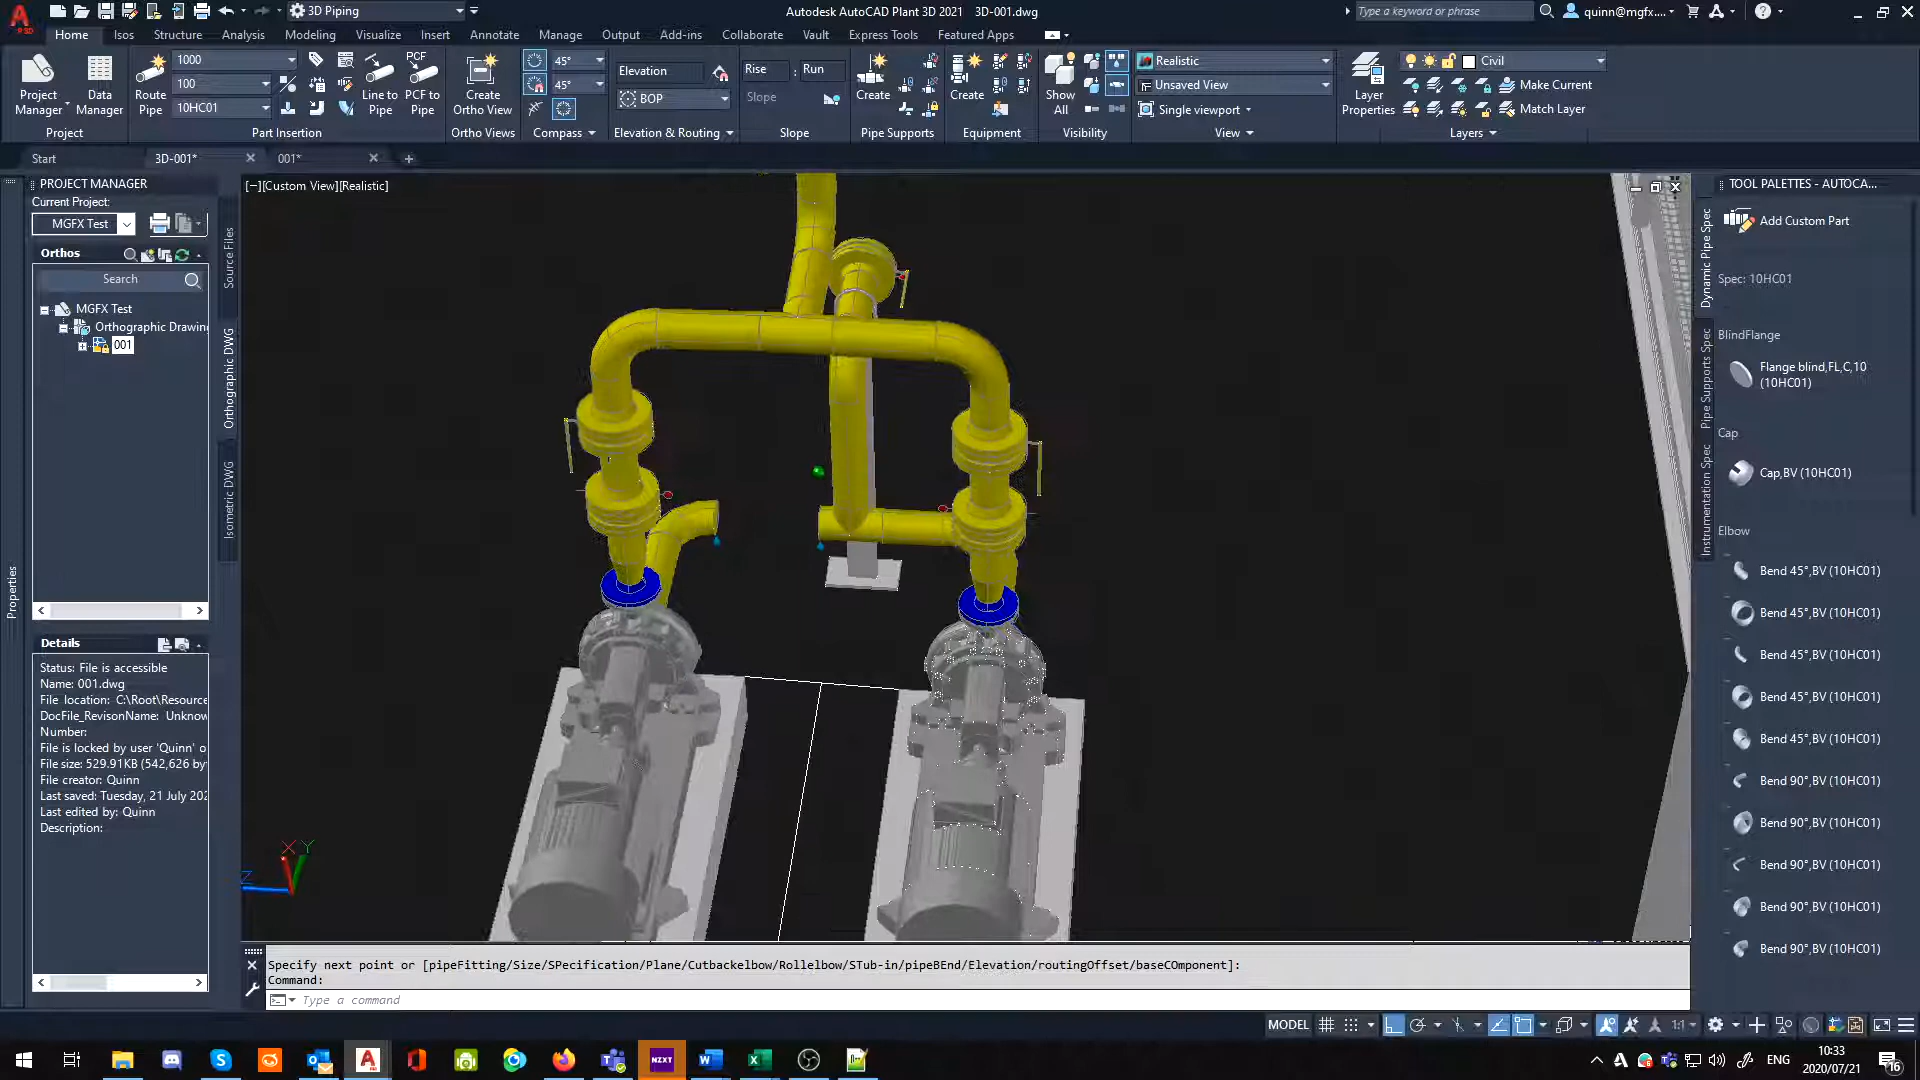 3D Piping
Autodesk AutoCAD Plant 3D 2021 3D-001.dwg
Type a keyword or phrase
quinn@mgfx....
Home Isos Structure Analysis Modeling Visualize Insert Annotate Manage Output Add-ins Collaborate Vault Express Tools Featured Apps
Project Manager
Data Manager
Project
Route Pipe
1000
100
10HC01
Line to Pipe
PCF
PCF to Pipe
Part Insertion
Create Ortho View
Ortho Views
45°
45°
Compass
Elevation
BOP
Elevation & Routing
Rise : Run
Slope
Slope
Create
Pipe Supports
Create
Equipment
Show All
Visibility
Realistic
Unsaved View
Single viewport
View
Layer Properties
Civil
Make Current
Match Layer
Layers
Start 3D-001* 001*
PROJECT MANAGER
Current Project:
MGFX Test
Orthos
Search
MGFX Test
Orthographic Drawin
001
Source Files
Orthographic DWG
Isometric DWG
Properties
Details
Status: File is accessible
Name: 001.dwg
File location: C:\Root\Resource
DocFile_RevisonName: Unknow
Number:
File is locked by user 'Quinn' o
File size: 529.91KB (542,626 by
File creator: Quinn
Last saved: Tuesday, 21 July 202
Last edited by: Quinn
Description:
[−][Custom View][Realistic]
X Y
Z
TOOL PALETTES - AUTOCA...
Dynamic Pipe Spec
Pipe Supports Spec
Instrumentation Spec
Add Custom Part
Spec: 10HC01
BlindFlange
Flange blind,FL,C,10
(10HC01)
Cap
Cap,BV (10HC01)
Elbow
Bend 45°,BV (10HC01)
Bend 45°,BV (10HC01)
Bend 45°,BV (10HC01)
Bend 45°,BV (10HC01)
Bend 45°,BV (10HC01)
Bend 90°,BV (10HC01)
Bend 90°,BV (10HC01)
Bend 90°,BV (10HC01)
Bend 90°,BV (10HC01)
Bend 90°,BV (10HC01)
Specify next point or [pipeFitting/Size/SPecification/Plane/Cutbackelbow/Rollelbow/STub-in/pipeBEnd/Elevation/routingOffset/baseCOmponent]:
Command:
Type a command
MODEL
1:1
NZXT
ENG
10:33
2020/07/21
16